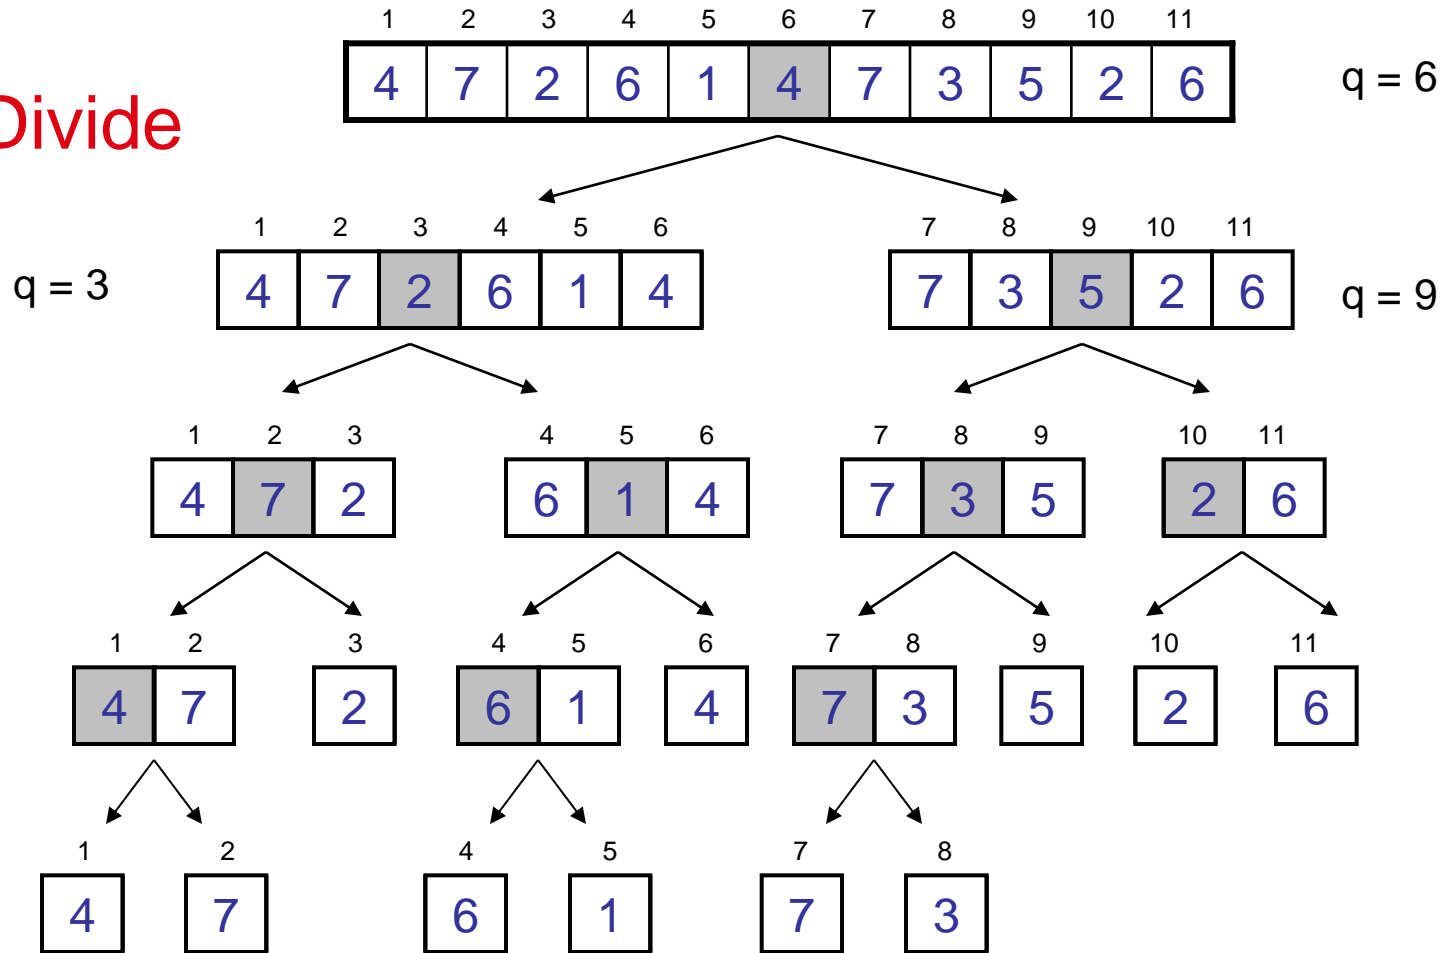 1 2 3 4 5 6 7 8 9 10 11
4 7 2 6 1 4 7 3 5 2 6 q = 6
Divide
1 2 3 4 5 6 7 8 9 10 11
q = 3 4 7 2 6 1 4 7 3 5 2 6 q = 9
1 2 3 4 5 6 7 8 9 10 11
4 7 2 6 1 4 7 3 5 2 6
1 2 3 4 5 6 7 8 9 10 11
4 7 2 6 1 4 7 3 5 2 6
1 2 4 5 7 8
4 7 6 1 7 3